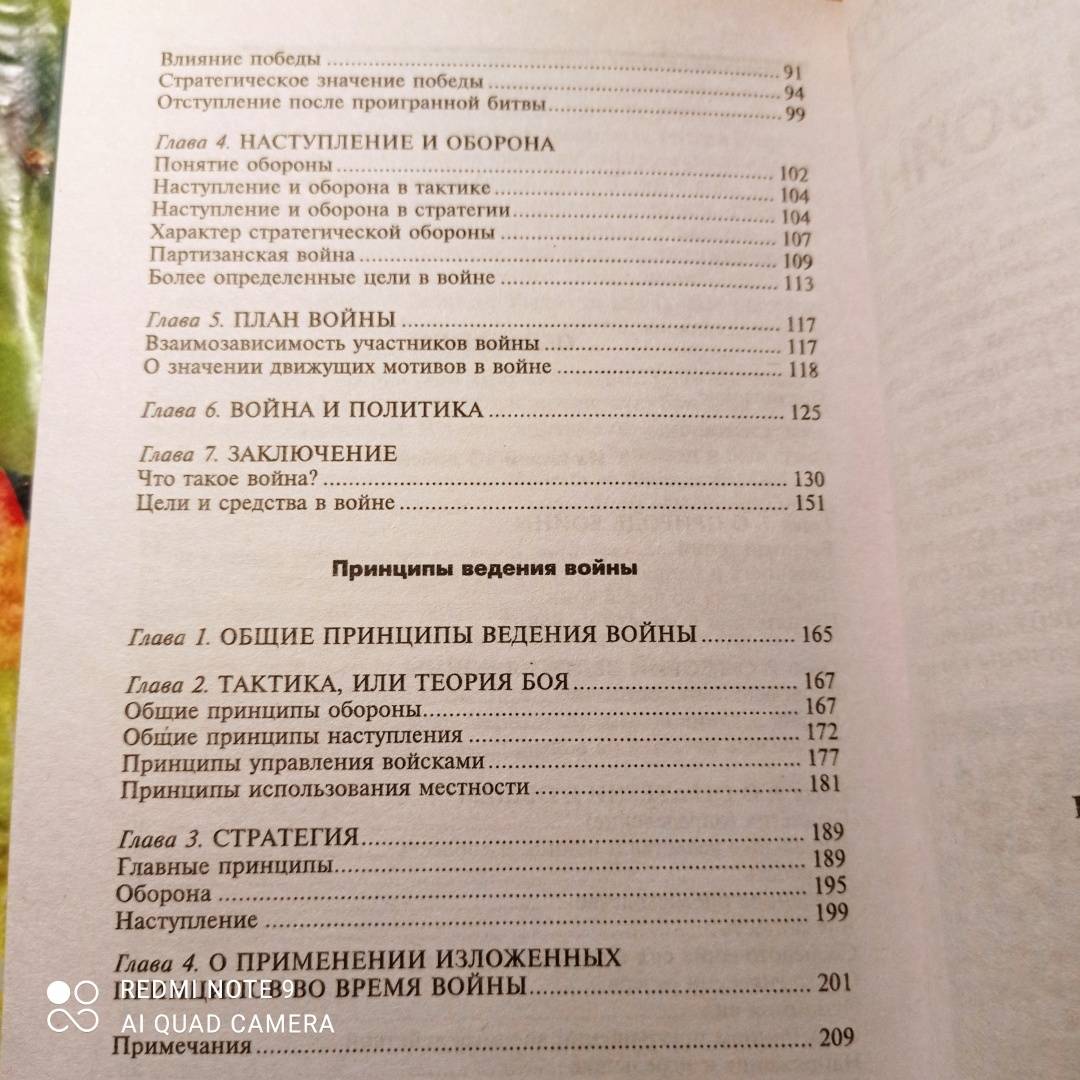 Влияние победы ........ 91
Стратегическое значение победы ........ 94
Отступление после проигранной битвы ........ 99
Глава 4. НАСТУПЛЕНИЕ И ОБОРОНА
Понятие обороны ........ 102
Наступление и оборона в тактике ........ 104
Наступление и оборона в стратегии ........ 104
Характер стратегической обороны ........ 107
Партизанская война ........ 109
Более определенные цели в войне ........ 113
Глава 5. ПЛАН ВОЙНЫ ........ 117
Взаимозависимость участников войны ........ 117
О значении движущих мотивов в войне ........ 118
Глава 6. ВОЙНА И ПОЛИТИКА ........ 125
Глава 7. ЗАКЛЮЧЕНИЕ
Что такое война? ........ 130
Цели и средства в войне ........ 151
Принципы ведения войны
Глава 1. ОБЩИЕ ПРИНЦИПЫ ВЕДЕНИЯ ВОЙНЫ ........ 165
Глава 2. ТАКТИКА, ИЛИ ТЕОРИЯ БОЯ ........ 167
Общие принципы обороны ........ 167
Общие принципы наступления ........ 172
Принципы управления войсками ........ 177
Принципы использования местности ........ 181
Глава 3. СТРАТЕГИЯ ........ 189
Главные принципы ........ 189
Оборона ........ 195
Наступление ........ 199
Глава 4. О ПРИМЕНЕНИИ ИЗЛОЖЕННЫХ
ВО ВРЕМЯ ВОЙНЫ ........ 201
REDMI NOTE 9
AI QUAD CAMERA
Примечания ........ 209